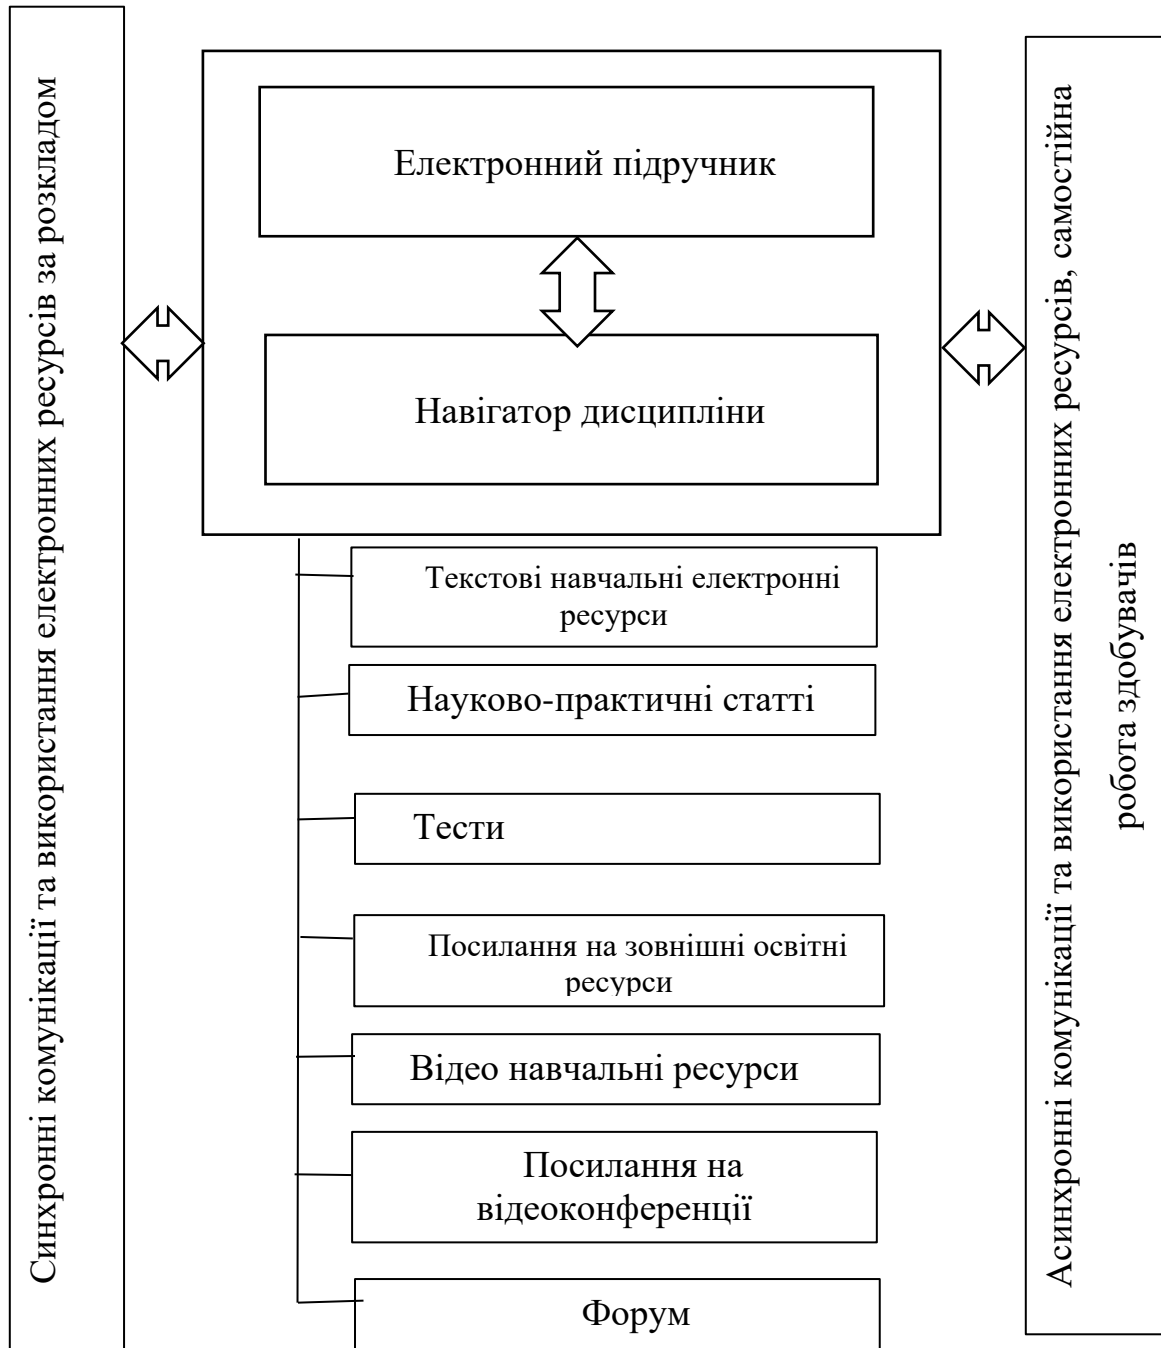 Синхронні комунікації та використання електронних ресурсів за розкладом
Електронний підручник
Навігатор дисципліни
Текстові навчальні електронні
ресурси
Науково-практичні статті
Тести
Посилання на зовнішні освітні
ресурси
Відео навчальні ресурси
Посилання на
відеоконференції
Форум
Асинхронні комунікації та використання електронних ресурсів, самостійна
робота здобувачів